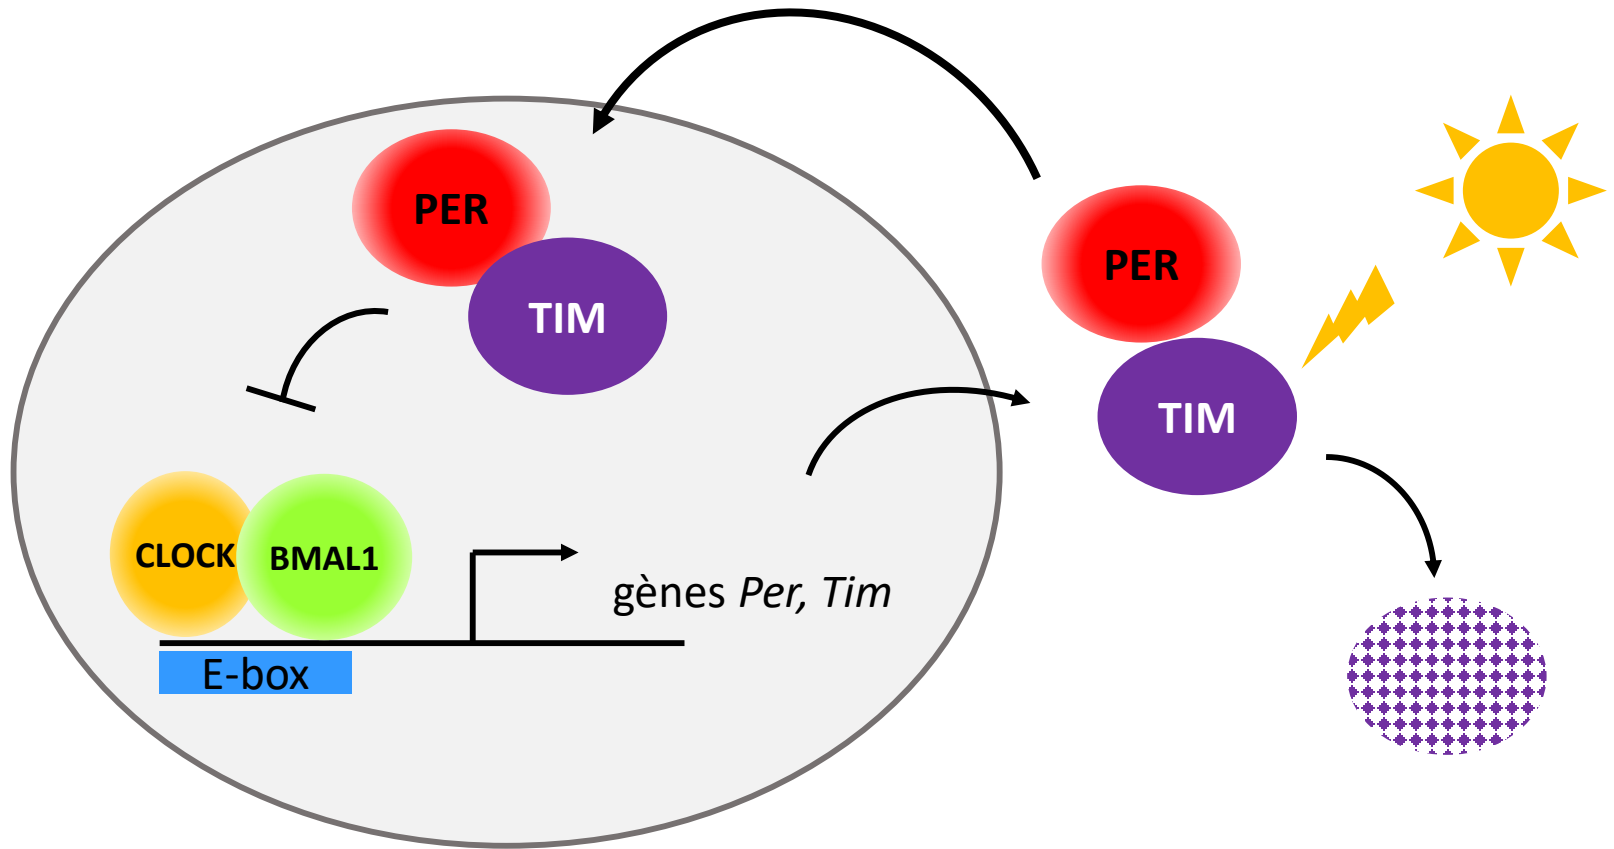 PER
TIM
PER
TIM
CLOCK
BMAL1
gènes Per, Tim
E-box